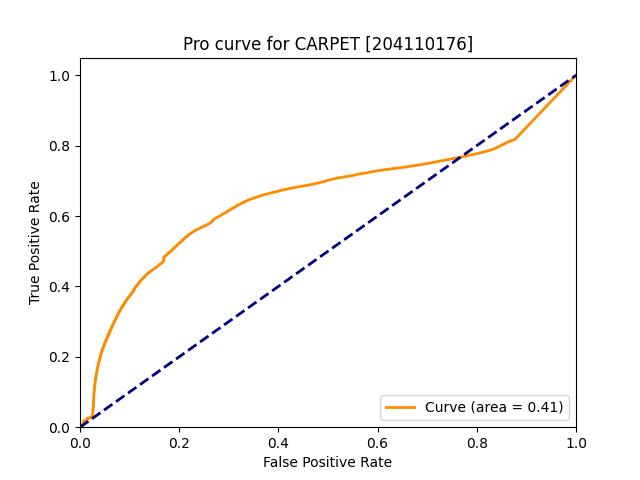 Pro curve for CARPET [204110176]
True Positive Rate
1.0
0.8
0.6
0.4
0.2
0.0
0.0 0.2 0.4 0.6 0.8 1.0
False Positive Rate
Curve (area = 0.41)